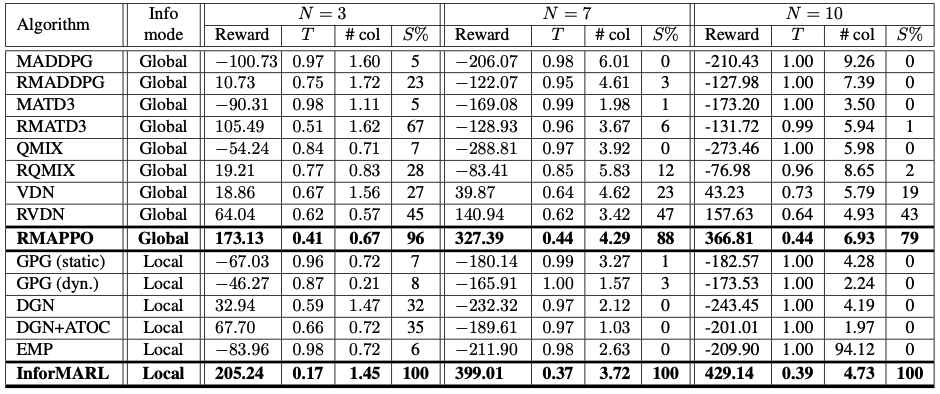 Algorithm Info mode N = 3 N = 7 N = 10
Reward T # col S% Reward T # col S% Reward T # col S%
MADDPG Global −100.73 0.97 1.60 5 −206.07 0.98 6.01 0 -210.43 1.00 9.26 0
RMADDPG Global 10.73 0.75 1.72 23 −122.07 0.95 4.61 3 -127.98 1.00 7.39 0
MATD3 Global −90.31 0.98 1.11 5 −169.08 0.99 1.98 1 -173.20 1.00 3.50 0
RMATD3 Global 105.49 0.51 1.62 67 −128.93 0.96 3.67 6 -131.72 0.99 5.94 1
QMIX Global −54.24 0.84 0.71 7 −288.81 0.97 3.92 0 -273.46 1.00 5.98 0
RQMIX Global 19.21 0.77 0.83 28 −83.41 0.85 5.83 12 -76.98 0.96 8.65 2
VDN Global 18.86 0.67 1.56 27 39.87 0.64 4.62 23 43.23 0.73 5.79 19
RVDN Global 64.04 0.62 0.57 45 140.94 0.62 3.42 47 157.63 0.64 4.93 43
RMAPPO Global 173.13 0.41 0.67 96 327.39 0.44 4.29 88 366.81 0.44 6.93 79
GPG (static) Local −67.03 0.96 0.72 7 −180.14 0.99 3.27 1 -182.57 1.00 4.28 0
GPG (dyn.) Local −46.27 0.87 0.21 8 −165.91 1.00 1.57 3 -173.53 1.00 2.24 0
DGN Local 32.94 0.59 1.47 32 −232.32 0.97 2.12 0 -243.45 1.00 4.19 0
DGN+ATOC Local 67.70 0.66 0.72 35 −189.61 0.97 1.03 0 -201.01 1.00 1.97 0
EMP Local −83.96 0.98 0.72 6 −211.90 0.98 2.63 0 -209.90 1.00 94.12 0
InforMARL Local 205.24 0.17 1.45 100 399.01 0.37 3.72 100 429.14 0.39 4.73 100